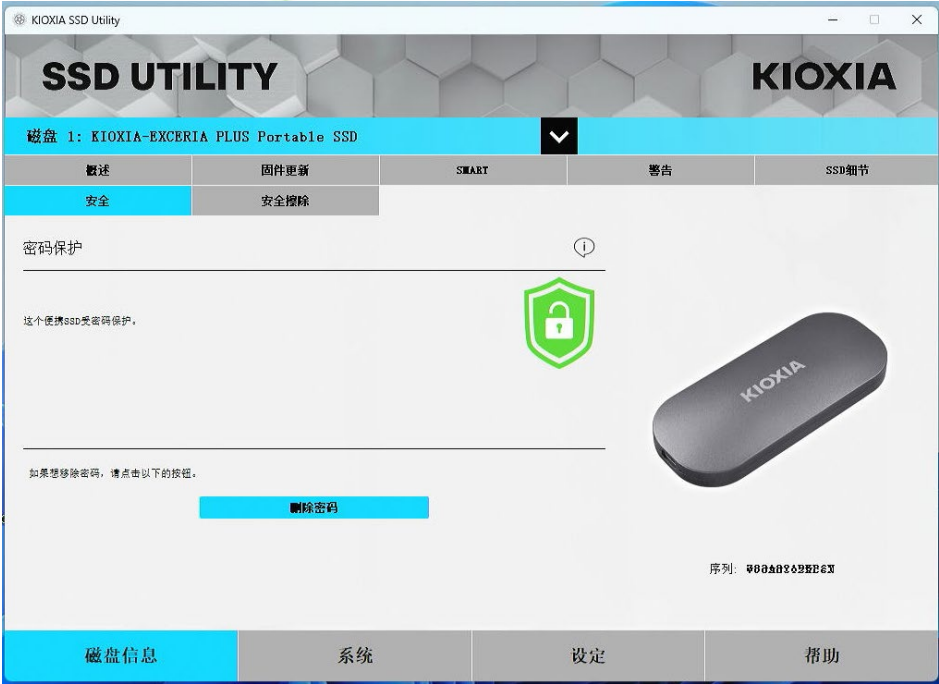 KIOXIA SSD Utility
SSD UTILITY
KIOXIA
磁盘 1: KIOXIA-EXCERIA PLUS Portable SSD
概述 固件更新 SMART 警告 SSD细节
安全 安全擦除
密码保护
这个便携SSD受密码保护。
KIOXIA
如果想移除密码，请点击以下的按钮。
删除密码
序列:
磁盘信息 系统 设定 帮助